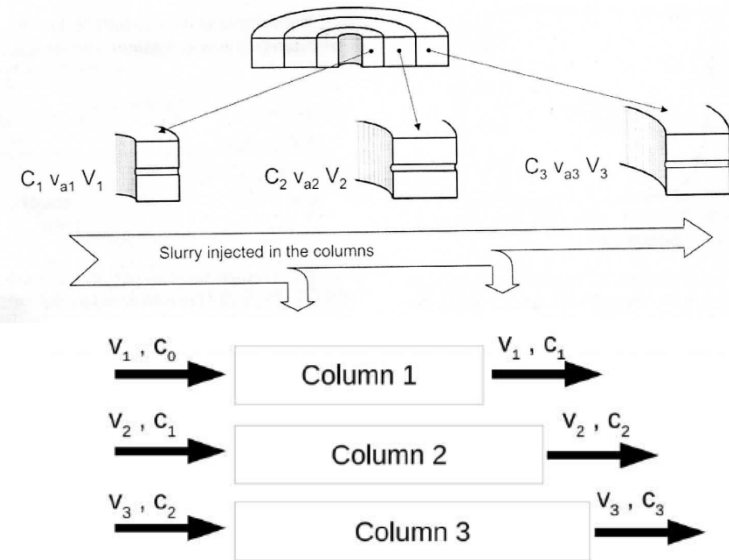 C₁ vₐ₁ V₁
C₂ vₐ₂ V₂
C₃ vₐ₃ V₃
Slurry injected in the columns
v₁ , c₀
Column 1
v₁ , c₁
v₂ , c₁
Column 2
v₂ , c₂
v₃ , c₂
Column 3
v₃ , c₃